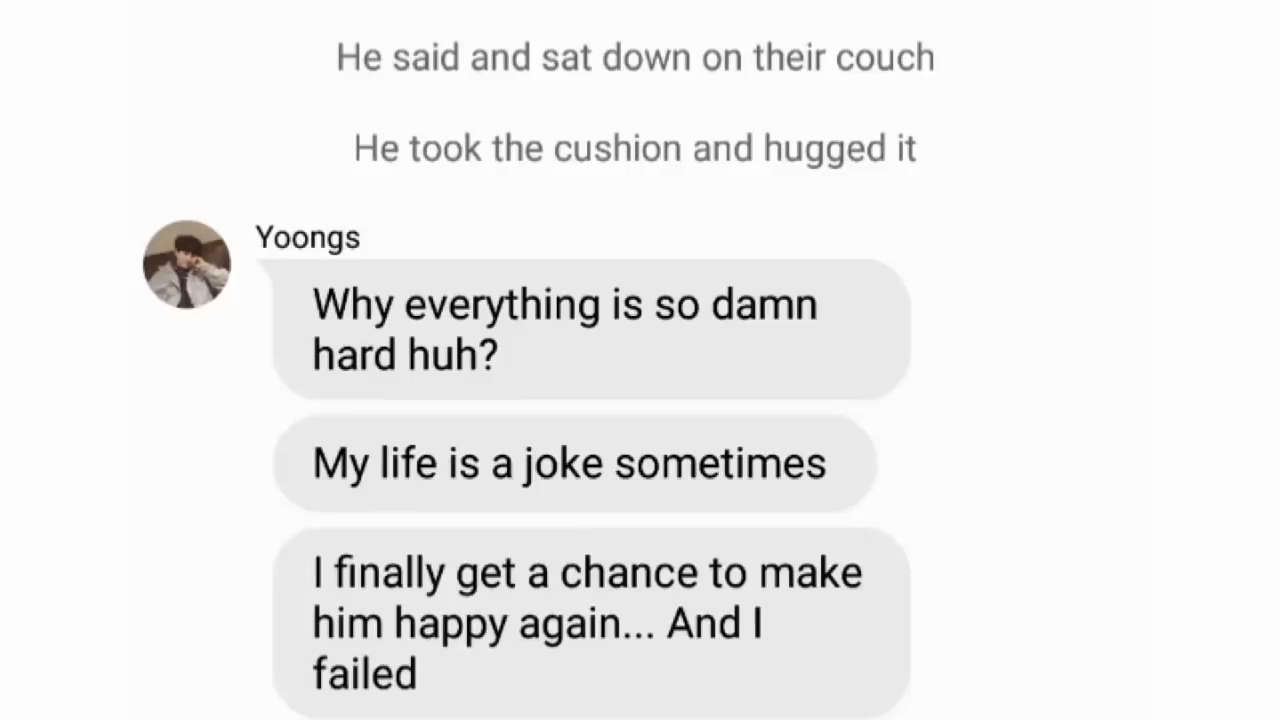 He said and sat down on their couch
He took the cushion and hugged it
Yoongs
Why everything is so damn
hard huh?
My life is a joke sometimes
I finally get a chance to make
him happy again... And I
failed